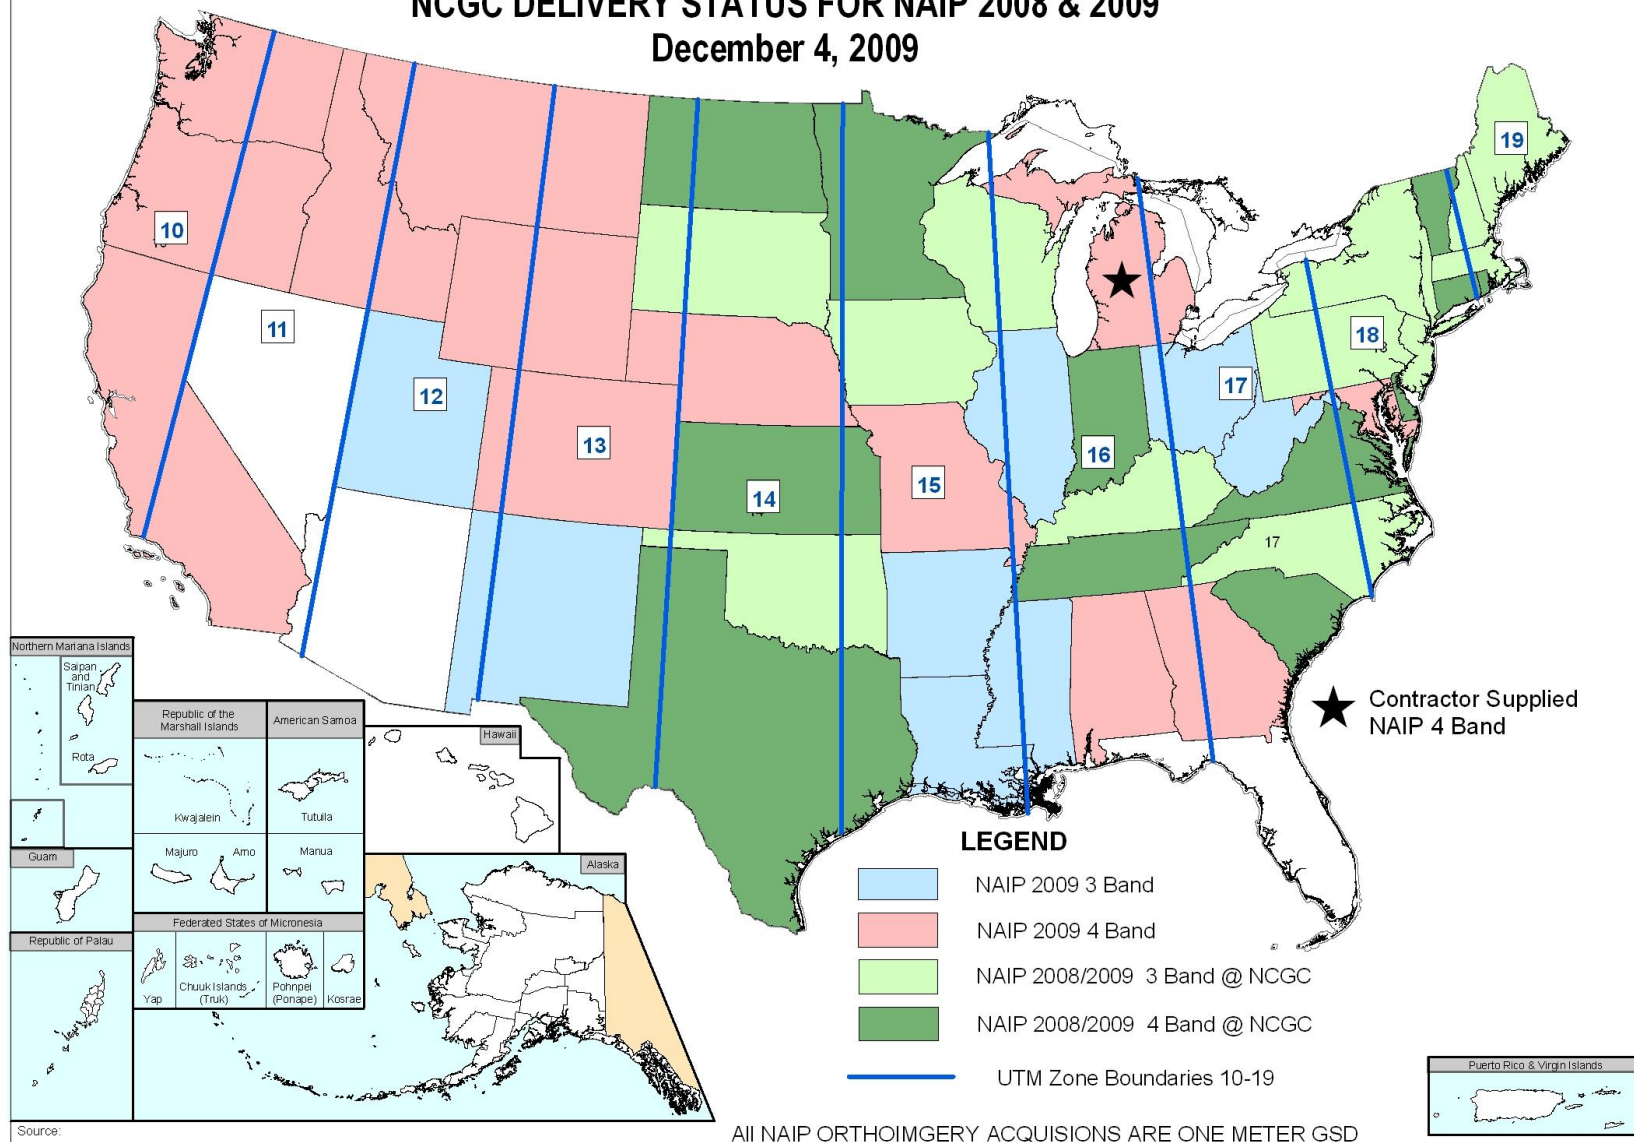 NCGC DELIVERY STATUS FOR NAIP 2008 & 2009
December 4, 2009
19
10
11
18
12
17
13
16
14
15
17
Northern Mariana Islands
Saipan
and
Tinian
Rota
Republic of the
Marshall Islands
American Samoa
Hawaii
Kwajalein
Tutuila
Majuro
Arno
Manua
Guam
Alaska
Federated States of Micronesia
Republic of Palau
Yap
Chuuk Islands
(Truk)
Pohnpei
(Ponape)
Kosrae
Contractor Supplied
NAIP 4 Band
LEGEND
NAIP 2009 3 Band
NAIP 2009 4 Band
NAIP 2008/2009 3 Band @ NCGC
NAIP 2008/2009 4 Band @ NCGC
UTM Zone Boundaries 10-19
Puerto Rico & Virgin Islands
Source:
All NAIP ORTHOIMGERY ACQUISIONS ARE ONE METER GSD